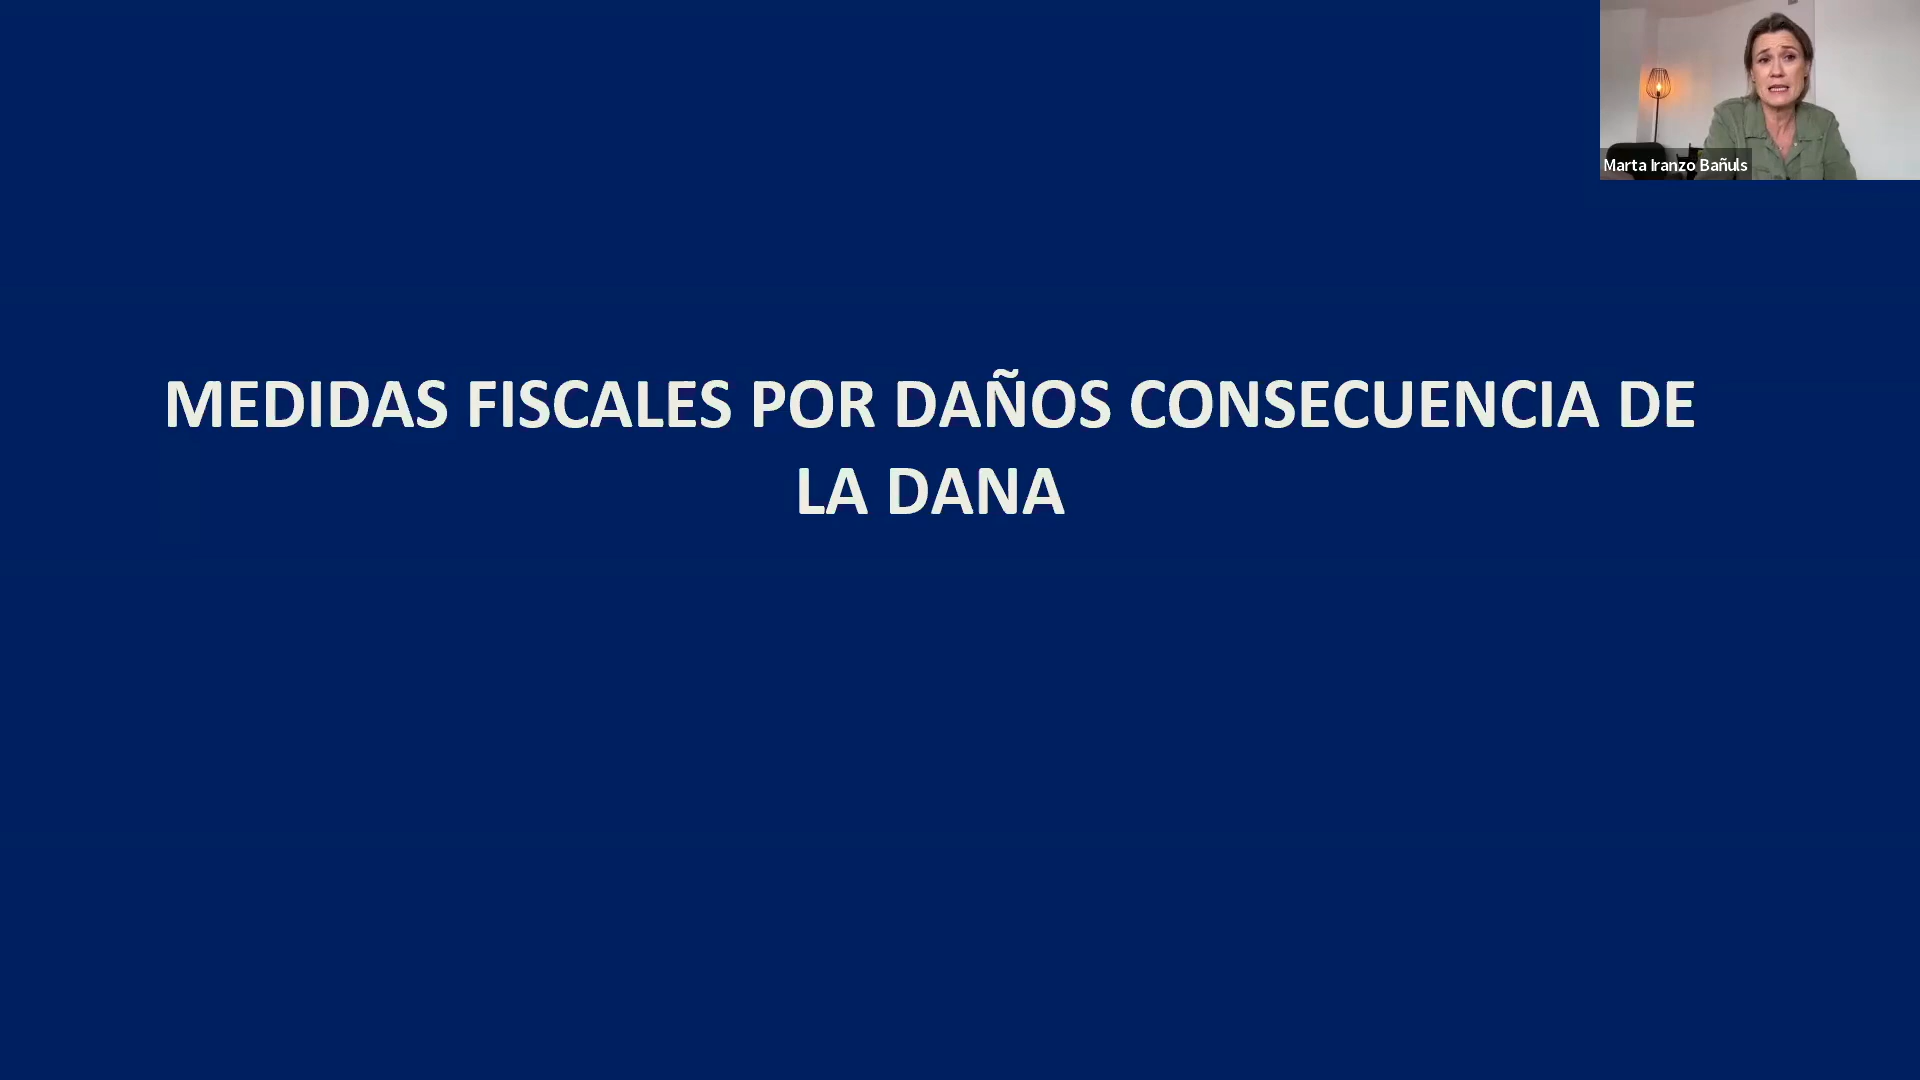 Marta Iranzo Bañuls
MEDIDAS FISCALES POR DAÑOS CONSECUENCIA DE
LA DANA